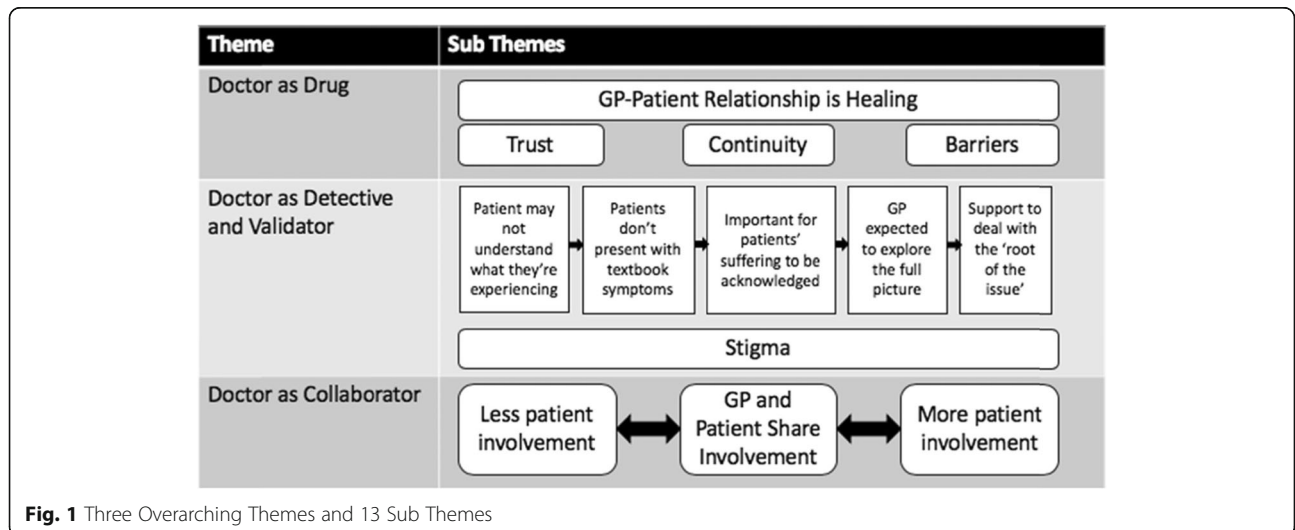 Theme
Sub Themes
Doctor as Drug
GP-Patient Relationship is Healing
Trust
Continuity
Barriers
Doctor as Detective
and Validator
Patient may
not
understand
what they're
experiencing
Patients
don't
present with
textbook
symptoms
Important for
patients'
suffering to be
acknowledged
GP
expected
to explore
the full
picture
Support to
deal with
the 'root
of the
issue'
Stigma
Doctor as Collaborator
Less patient
involvement
GP and
Patient Share
Involvement
More patient
involvement
Fig. 1 Three Overarching Themes and 13 Sub Themes